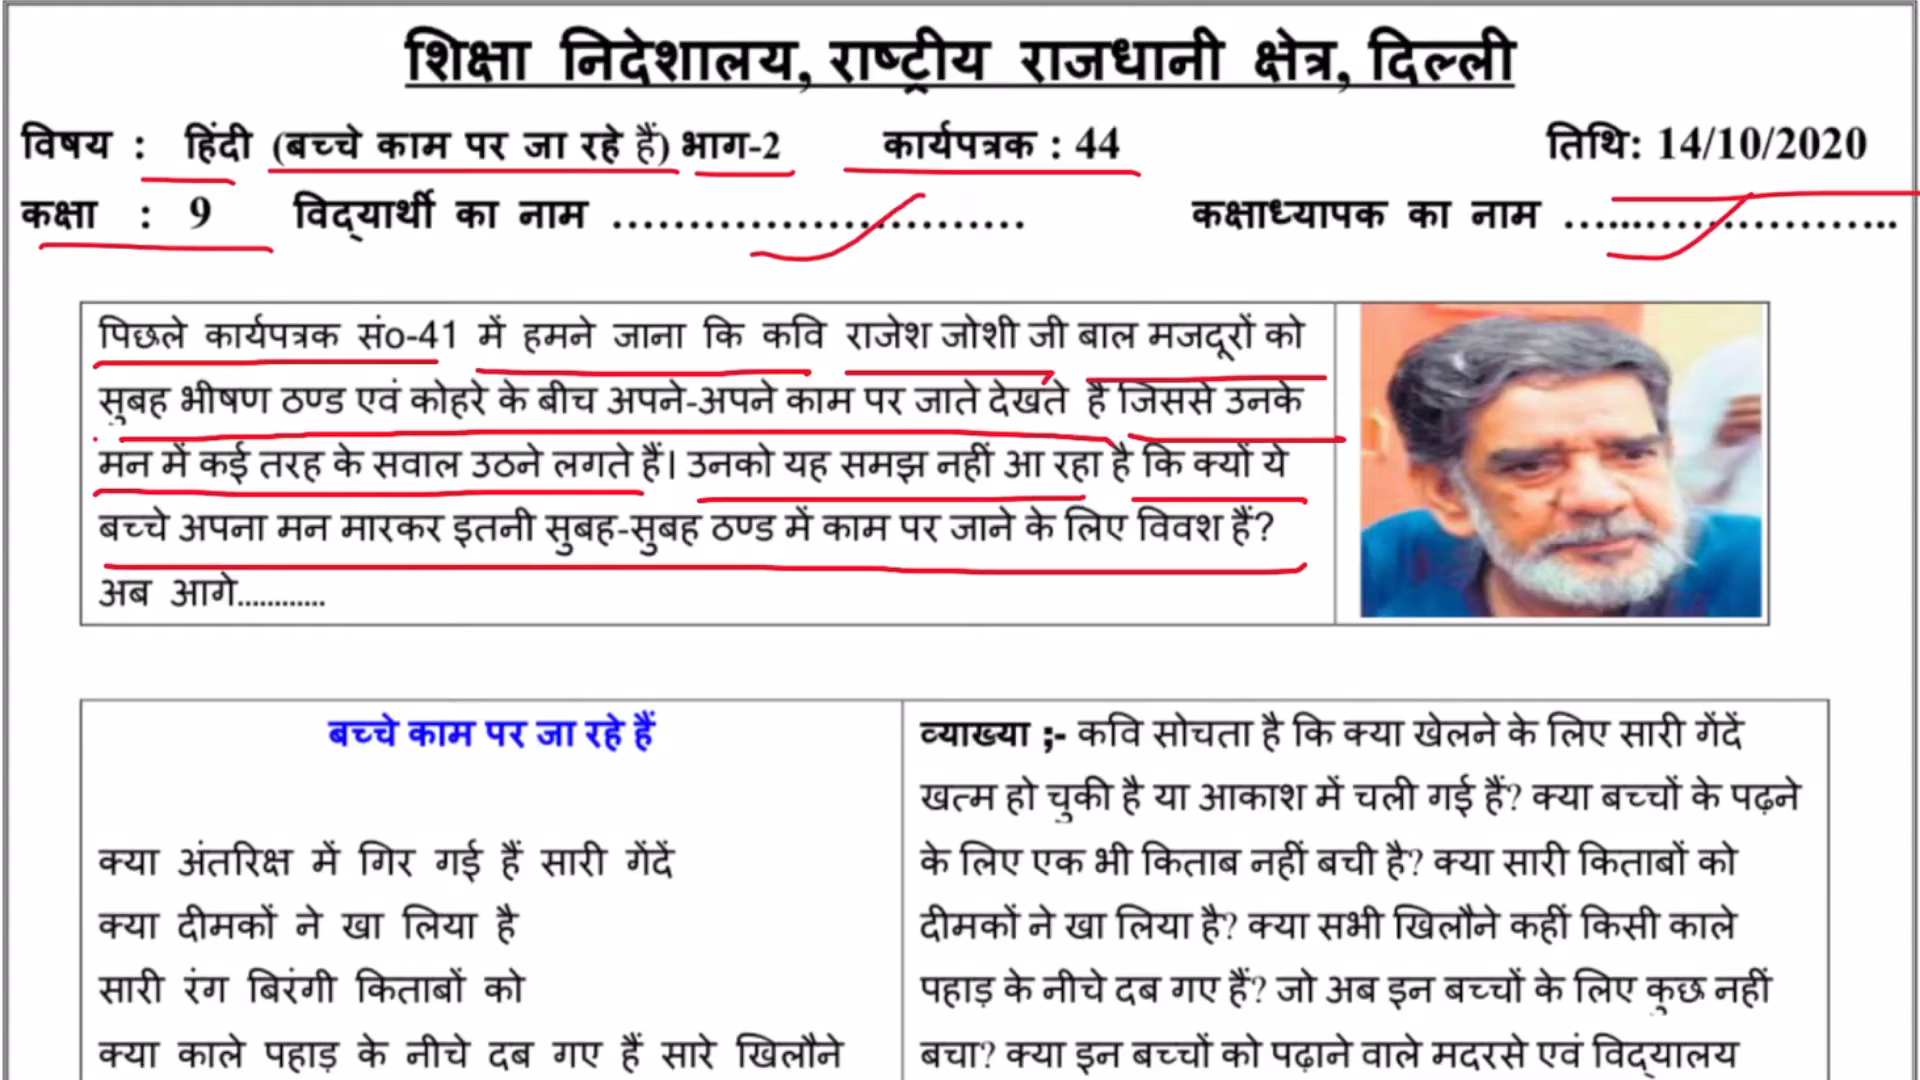 शिक्षा निदेशालय, राष्ट्रीय राजधानी क्षेत्र, दिल्ली
विषय : हिंदी (बच्चे काम पर जा रहे हैं) भाग-2 कार्यपत्रक : 44 तिथि: 14/10/2020
कक्षा : 9 विद्यार्थी का नाम ........................... कक्षाध्यापक का नाम .....................
पिछले कार्यपत्रक सं०-41 में हमने जाना कि कवि राजेश जोशी जी बाल मजदूरों को
सुबह भीषण ठण्ड एवं कोहरे के बीच अपने-अपने काम पर जाते देखते है जिससे उनके
मन में कई तरह के सवाल उठने लगते हैं। उनको यह समझ नहीं आ रहा है कि क्यों ये
बच्चे अपना मन मारकर इतनी सुबह-सुबह ठण्ड में काम पर जाने के लिए विवश हैं?
अब आगे............
बच्चे काम पर जा रहे हैं
क्या अंतरिक्ष में गिर गई हैं सारी गेंदें
क्या दीमकों ने खा लिया है
सारी रंग बिरंगी किताबों को
क्या काले पहाड़ के नीचे दब गए हैं सारे खिलौने
व्याख्या ;- कवि सोचता है कि क्या खेलने के लिए सारी गेंदें
खत्म हो चुकी है या आकाश में चली गई हैं? क्या बच्चों के पढ़ने
के लिए एक भी किताब नहीं बची है? क्या सारी किताबों को
दीमकों ने खा लिया है? क्या सभी खिलौने कहीं किसी काले
पहाड़ के नीचे दब गए हैं? जो अब इन बच्चों के लिए कुछ नहीं
बचा? क्या इन बच्चों को पढ़ाने वाले मदरसे एवं विद्यालय